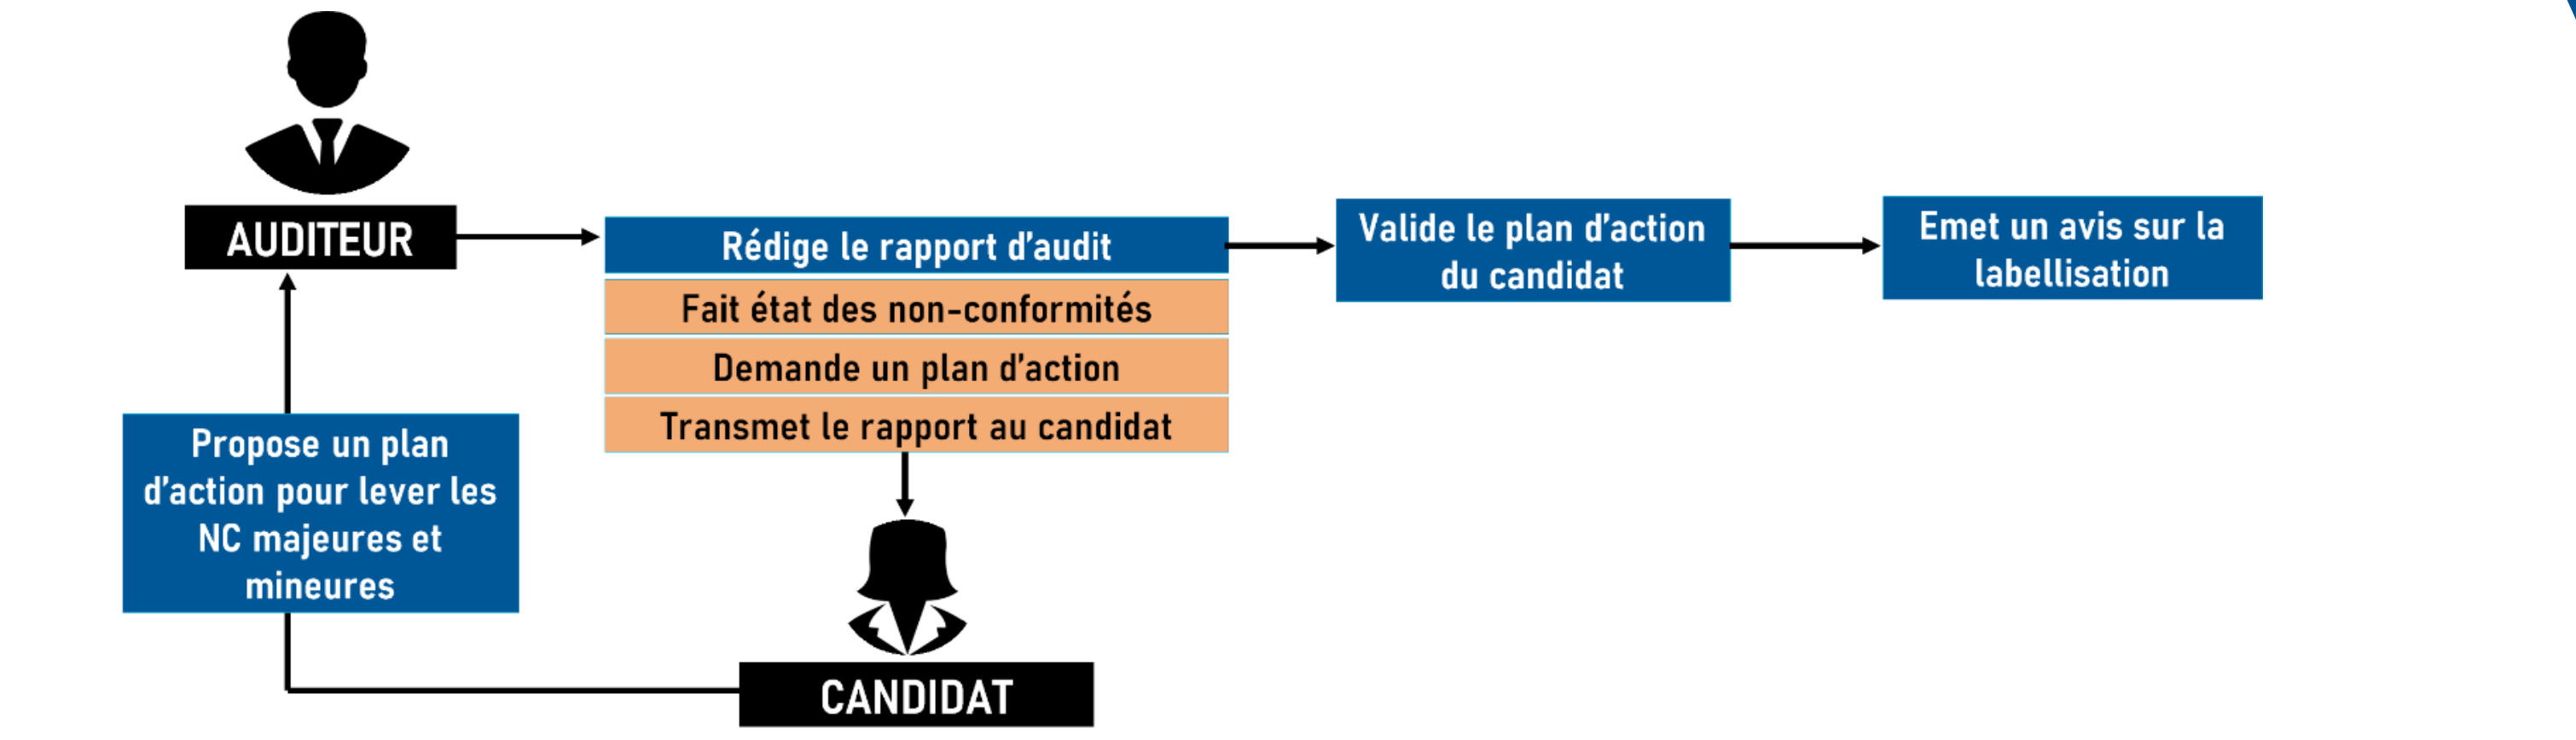 AUDITEUR
Rédige le rapport d'audit
Fait état des non-conformités
Demande un plan d'action
Transmet le rapport au candidat
Valide le plan d'action
du candidat
Emet un avis sur la
labellisation
Propose un plan
d'action pour lever les
NC majeures et
mineures
CANDIDAT